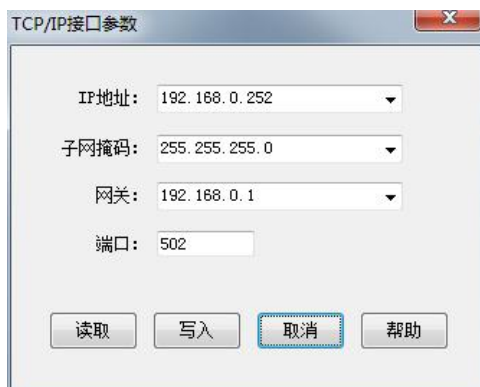 TCP/IP接口参数
IP地址: 192.168.0.252
子网掩码: 255.255.255.0
网关: 192.168.0.1
端口: 502
读取 写入 取消 帮助